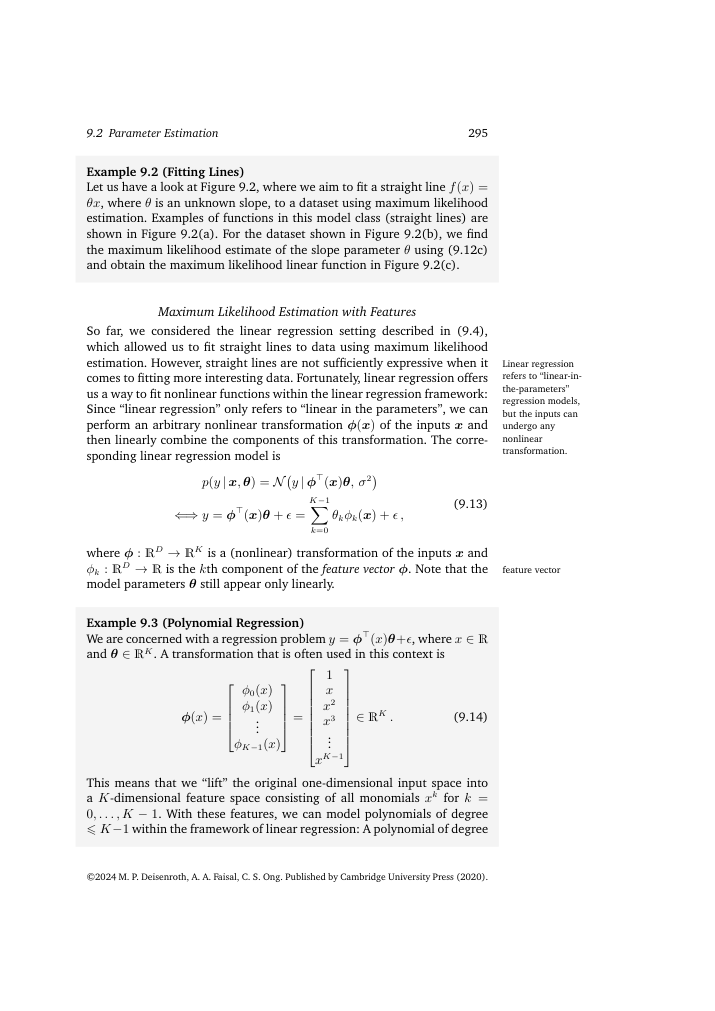 9.2 Parameter Estimation 295
Example 9.2 (Fitting Lines)
Let us have a look at Figure 9.2, where we aim to fit a straight line f(x) =
θx, where θ is an unknown slope, to a dataset using maximum likelihood
estimation. Examples of functions in this model class (straight lines) are
shown in Figure 9.2(a). For the dataset shown in Figure 9.2(b), we find
the maximum likelihood estimate of the slope parameter θ using (9.12c)
and obtain the maximum likelihood linear function in Figure 9.2(c).
Maximum Likelihood Estimation with Features
So far, we considered the linear regression setting described in (9.4),
which allowed us to fit straight lines to data using maximum likelihood
estimation. However, straight lines are not sufficiently expressive when it
comes to fitting more interesting data. Fortunately, linear regression offers
us a way to fit nonlinear functions within the linear regression framework:
Since “linear regression” only refers to “linear in the parameters”, we can
perform an arbitrary nonlinear transformation ϕ(x) of the inputs x and
then linearly combine the components of this transformation. The corre-
sponding linear regression model is
Linear regression
refers to “linear-in-
the-parameters”
regression models,
but the inputs can
undergo any
nonlinear
transformation.
p(y | x, θ) = 𝒩(y | ϕ⊤(x)θ, σ²)
⟺ y = ϕ⊤(x)θ + ϵ = ∑_{k=0}^{K−1} θₖϕₖ(x) + ϵ , (9.13)
where ϕ : ℝᴰ → ℝᴷ is a (nonlinear) transformation of the inputs x and
ϕₖ : ℝᴰ → ℝ is the kth component of the feature vector ϕ. Note that the
model parameters θ still appear only linearly.
feature vector
Example 9.3 (Polynomial Regression)
We are concerned with a regression problem y = ϕ⊤(x)θ+ϵ, where x ∈ ℝ
and θ ∈ ℝᴷ. A transformation that is often used in this context is
ϕ(x) = [ϕ₀(x) ϕ₁(x) ⋮ ϕ_{K−1}(x)] = [1 x x² x³ ⋮ x^{K−1}] ∈ ℝᴷ . (9.14)
This means that we “lift” the original one-dimensional input space into
a K-dimensional feature space consisting of all monomials xᵏ for k =
0, . . . , K − 1. With these features, we can model polynomials of degree
⩽ K−1 within the framework of linear regression: A polynomial of degree
©2024 M. P. Deisenroth, A. A. Faisal, C. S. Ong. Published by Cambridge University Press (2020).